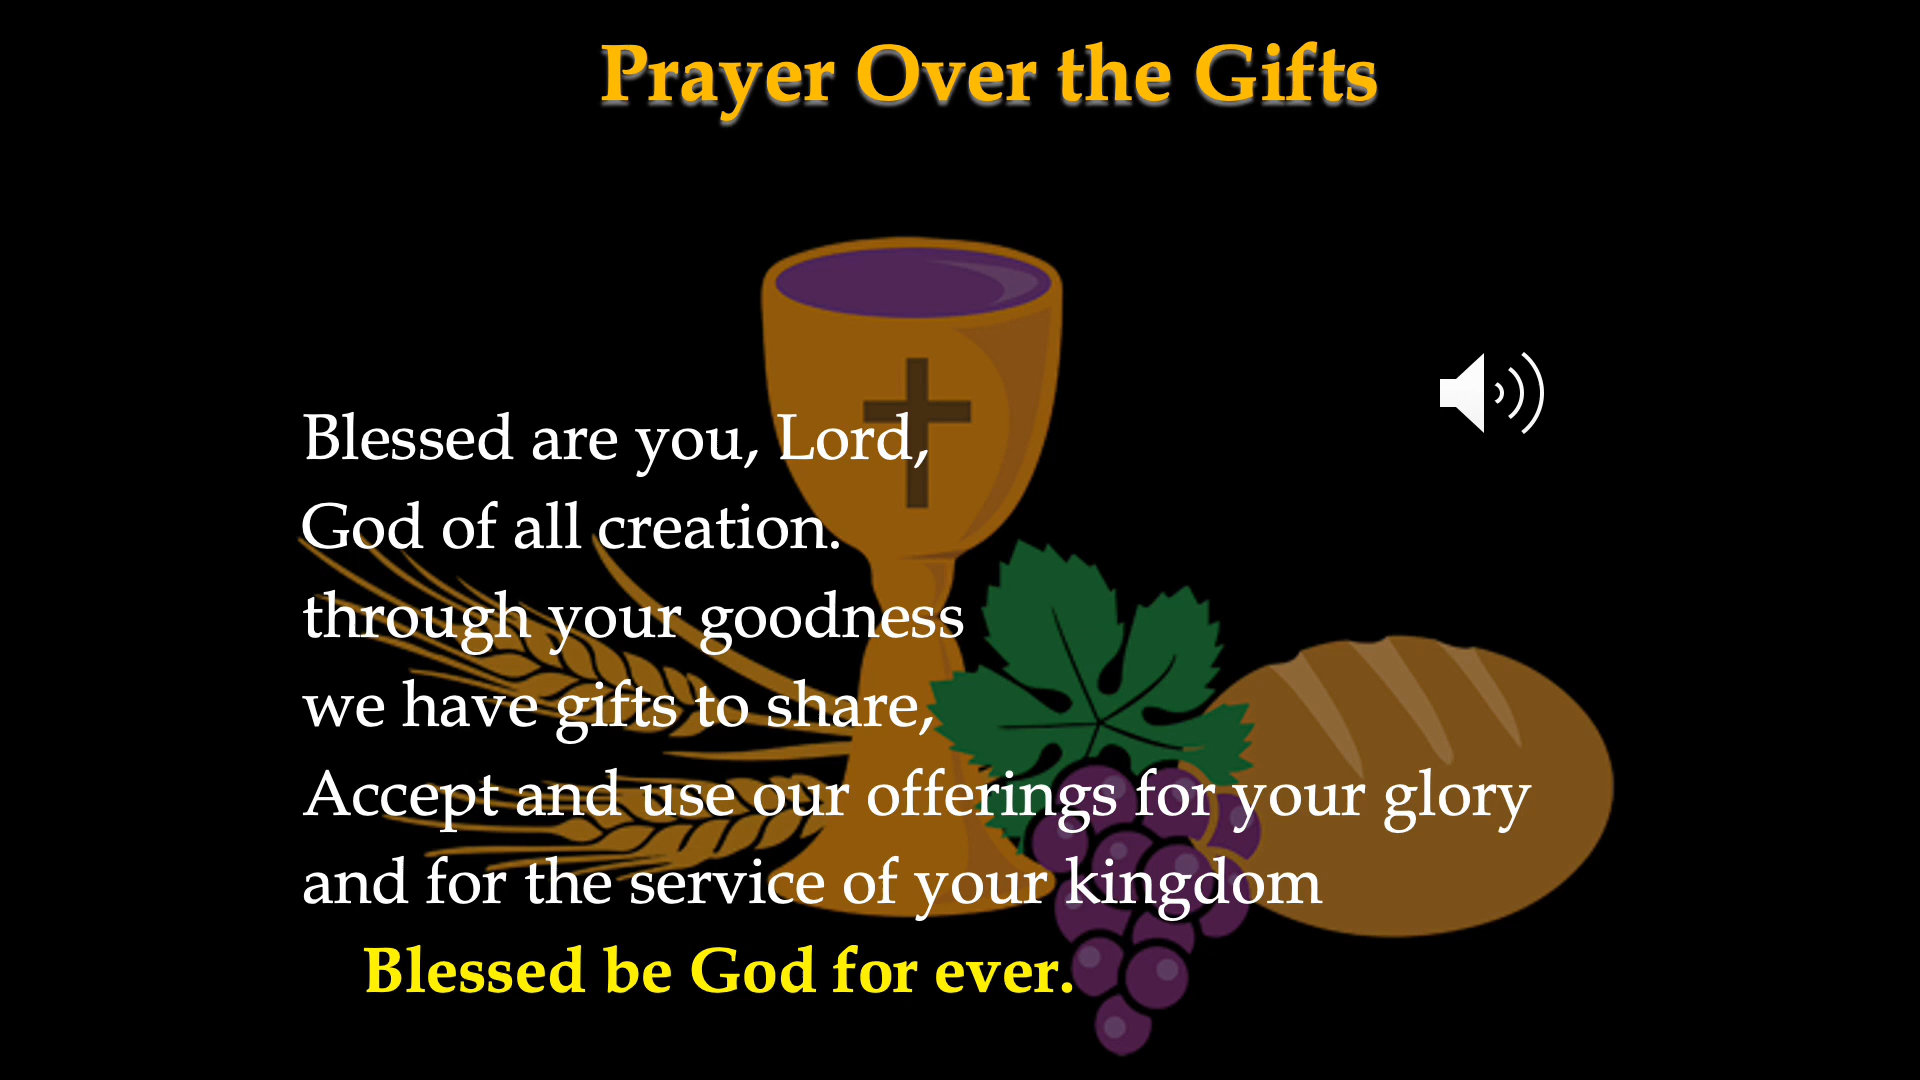 Prayer Over the Gifts
Blessed are you, Lord,
God of all creation.
through your goodness
we have gifts to share,
Accept and use our offerings for your glory
and for the service of your kingdom
Blessed be God for ever.